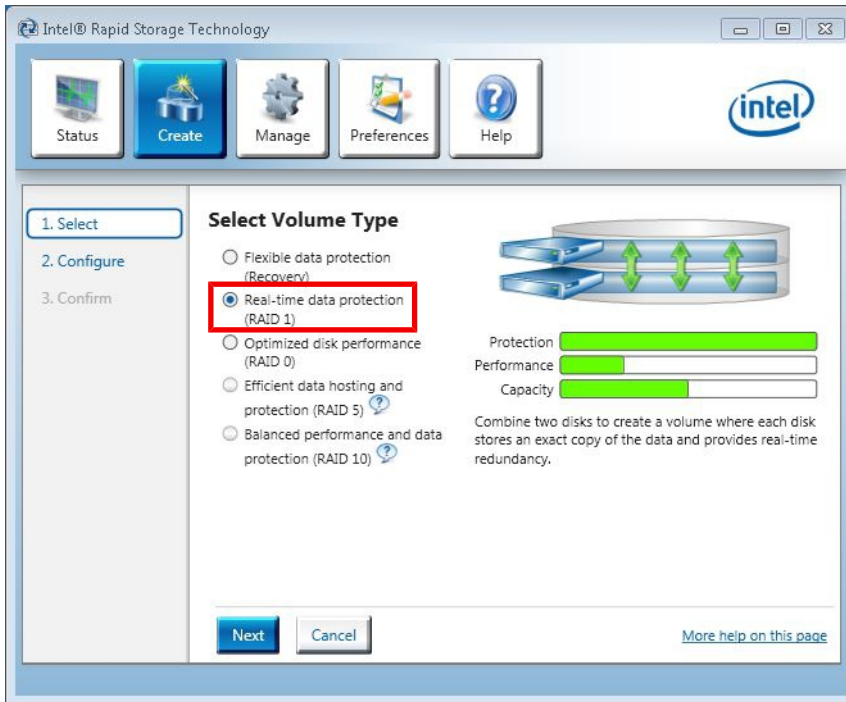 Intel® Rapid Storage Technology
Status
Create
Manage
Preferences
Help
intel
1. Select
2. Configure
3. Confirm
Select Volume Type
Flexible data protection
(Recovery)
Real-time data protection
(RAID 1)
Optimized disk performance
(RAID 0)
Efficient data hosting and
protection (RAID 5)
Balanced performance and data
protection (RAID 10)
Protection
Performance
Capacity
Combine two disks to create a volume where each disk
stores an exact copy of the data and provides real-time
redundancy.
Next
Cancel
More help on this page